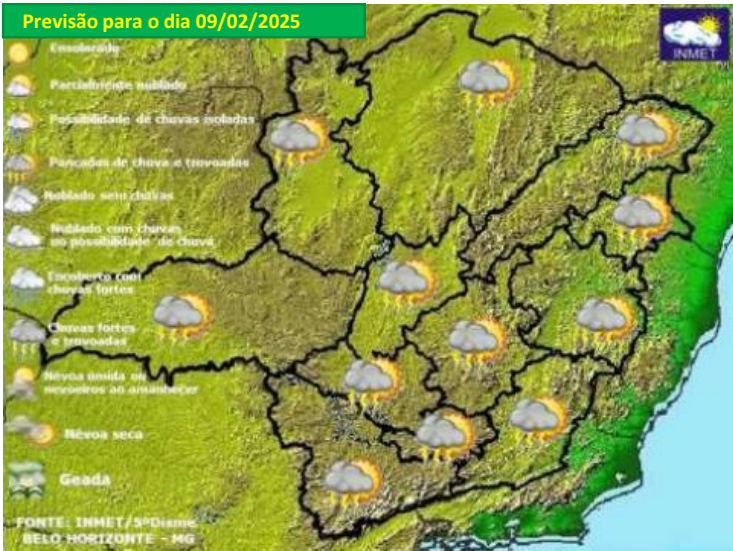 Previsão para o dia 09/02/2025
INMET
Ensolarado
Parcialmente nublado
Possibilidade de chuvas isoladas
Pancadas de chuva e trovoadas
Nublado sem chuvas
Nublado com chuvas
ou possibilidade de chuva
Encoberto com
chuvas fortes
Chuvas fortes
e trovoadas
Névoa úmida ou
nevoeiros ao amanhecer
Névoa seca
Geada
FONTE: INMET/5ºDisme
BELO HORIZONTE - MG